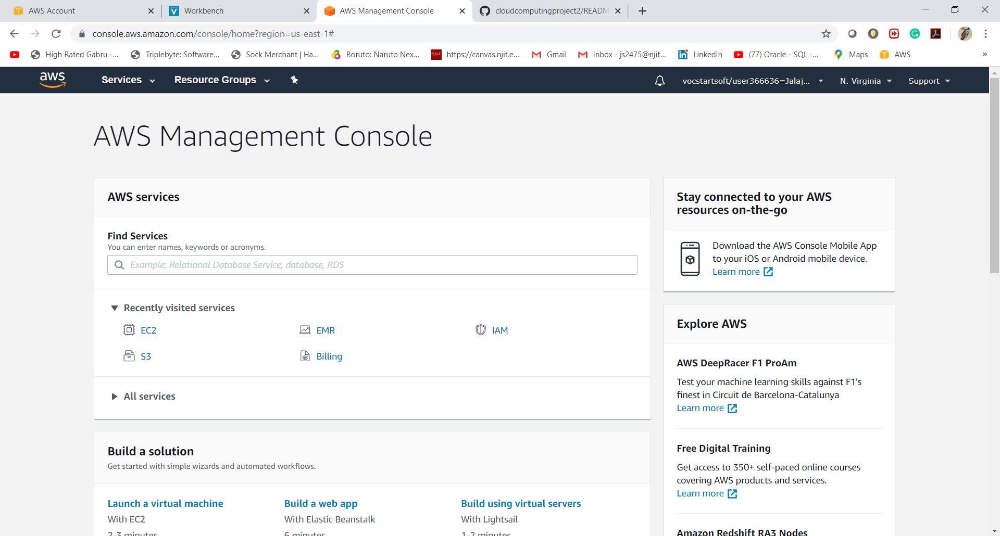 AWS Account
Workbench
AWS Management Console
cloudcomputingproject2/READM
console.aws.amazon.com/console/home?region=us-east-1#
High Rated Gabru -...
Triplebyte: Software...
Sock Merchant | Ha...
Boruto: Naruto Nex...
https://canvas.njit.e...
Gmail
Inbox - js2475@njit...
LinkedIn
(77) Oracle - SQL -...
Maps
AWS
»
aws
Services
Resource Groups
vocstartsoft/user366636=Jalaj...
N. Virginia
Support
AWS Management Console
AWS services
Find Services
You can enter names, keywords or acronyms.
Example: Relational Database Service, database, RDS
Recently visited services
EC2
EMR
IAM
S3
Billing
All services
Build a solution
Get started with simple wizards and automated workflows.
Launch a virtual machine
With EC2
2-3 minutes
Build a web app
With Elastic Beanstalk
6 minutes
Build using virtual servers
With Lightsail
1-2 minutes
Stay connected to your AWS
resources on-the-go
Download the AWS Console Mobile App
to your iOS or Android mobile device.
Learn more
Explore AWS
AWS DeepRacer F1 ProAm
Test your machine learning skills against F1's
finest in Circuit de Barcelona-Catalunya
Learn more
Free Digital Training
Get access to 350+ self-paced online courses
covering AWS products and services.
Learn more
Amazon Redshift RA3 Nodes